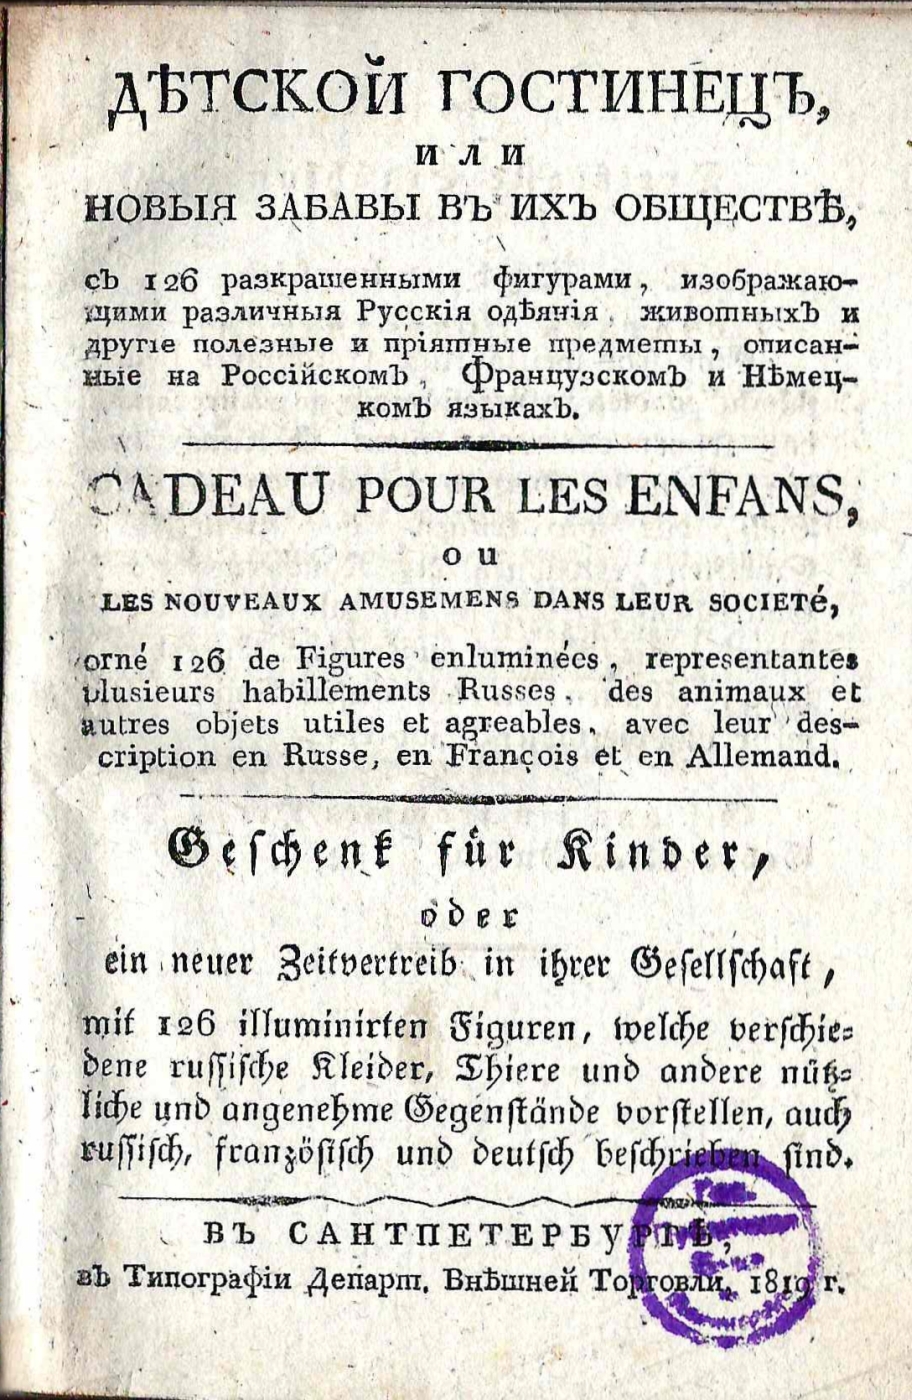 ДѢТСКОЙ ГОСТИНЕЦЪ,
ИЛИ
НОВЫЯ ЗАБАВЫ ВЪ ИХЪ ОБЩЕСТВѢ,
съ 126 разкрашенными фигурами, изображаю-
щими различныя Русскія одѣянія, животныхъ и
другіе полезные и пріятные предметы, описан-
ные на Россійскомъ, Французскомъ и Нѣмец-
комъ языкахъ.
CADEAU POUR LES ENFANS,
ou
LES NOUVEAUX AMUSEMENS DANS LEUR SOCIETé,
orné 126 de Figures enluminées, representantes
plusieurs habillements Russes, des animaux et
autres objets utiles et agreables, avec leur des-
cription en Russe, en François et en Allemand.
Geschenk für Kinder,
oder
ein neuer Zeitvertreib in ihrer Gesellschaft,
mit 126 illuminirten Figuren, welche verschie-
dene russische Kleider, Thiere und andere nütz-
liche und angenehme Gegenstände vorstellen, auch
russisch, französisch und deutsch beschrieben sind.
ВЪ САНТПЕТЕРБУРГѢ,
въ Типографіи Департ. Внѣшней Торговли, 1819 г.